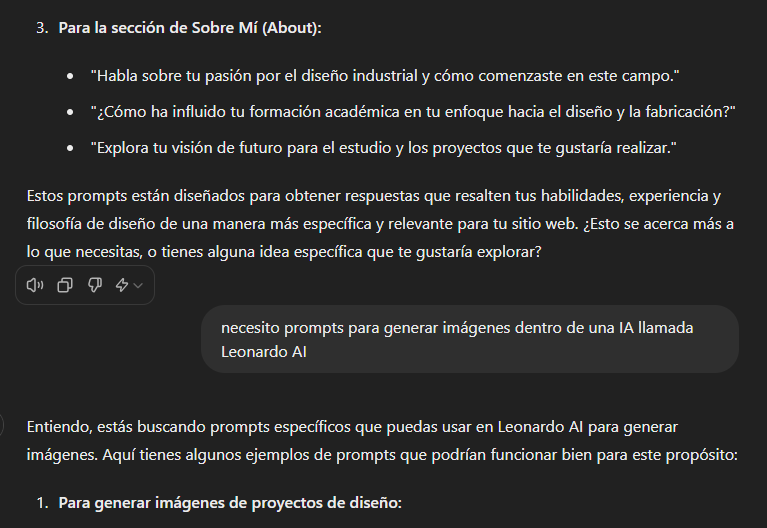 3. Para la sección de Sobre Mí (About):
• "Habla sobre tu pasión por el diseño industrial y cómo comenzaste en este campo."
• "¿Cómo ha influido tu formación académica en tu enfoque hacia el diseño y la fabricación?"
• "Explora tu visión de futuro para el estudio y los proyectos que te gustaría realizar."
Estos prompts están diseñados para obtener respuestas que resalten tus habilidades, experiencia y
filosofía de diseño de una manera más específica y relevante para tu sitio web. ¿Esto se acerca más a
lo que necesitas, o tienes alguna idea específica que te gustaría explorar?
necesito prompts para generar imágenes dentro de una IA llamada
Leonardo AI
Entiendo, estás buscando prompts específicos que puedas usar en Leonardo AI para generar
imágenes. Aquí tienes algunos ejemplos de prompts que podrían funcionar bien para este propósito:
1. Para generar imágenes de proyectos de diseño: